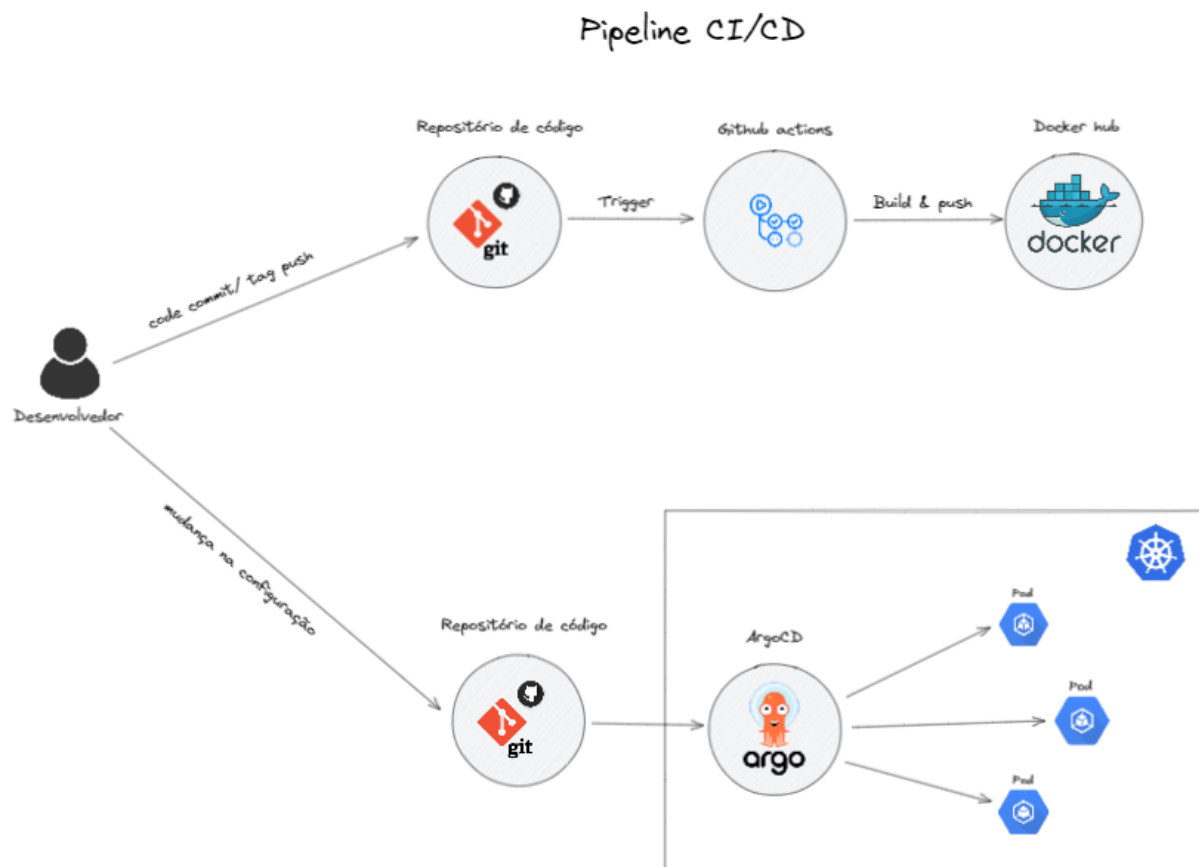 Pipeline CI/CD
Repositório de código
Github actions
Docker hub
git
Trigger
Build & push
docker
code commit/ tag push
Desenvolvedor
mudança na configuração
Repositório de código
git
ArgoCD
argo
Pod
Pod
Pod